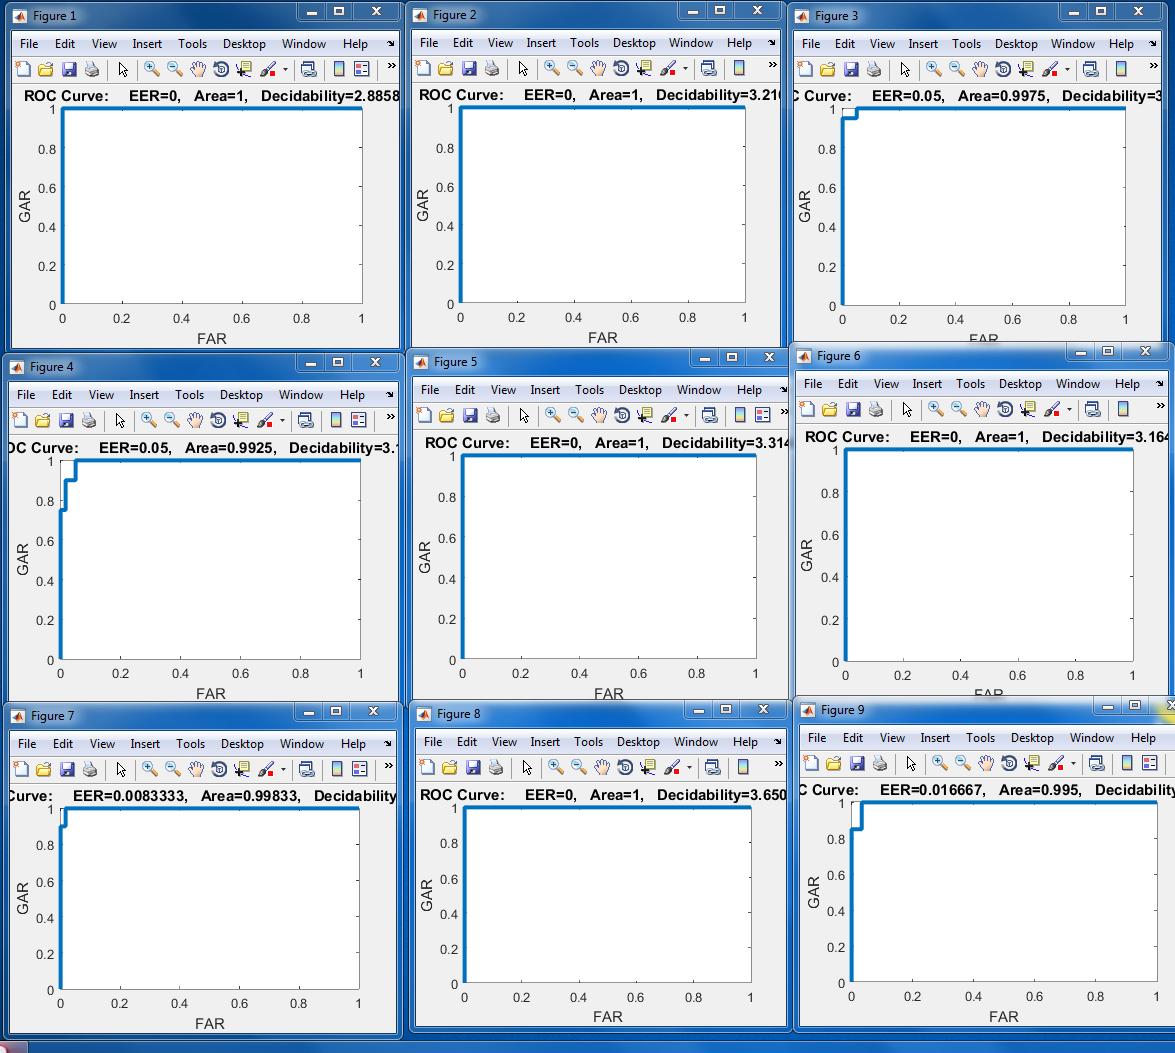 Figure 1
File Edit View Insert Tools Desktop Window Help
ROC Curve: EER=0, Area=1, Decidability=2.8858
1
0.8
0.6
0.4
0.2
0
GAR
0 0.2 0.4 0.6 0.8 1
FAR
Figure 2
File Edit View Insert Tools Desktop Window Help
ROC Curve: EER=0, Area=1, Decidability=3.21
1
0.8
0.6
0.4
0.2
0
GAR
0 0.2 0.4 0.6 0.8 1
FAR
Figure 3
File Edit View Insert Tools Desktop Window Help
C Curve: EER=0.05, Area=0.9975, Decidability=3
1
0.8
0.6
0.4
0.2
0
GAR
0 0.2 0.4 0.6 0.8 1
FAR
Figure 4
File Edit View Insert Tools Desktop Window Help
OC Curve: EER=0.05, Area=0.9925, Decidability=3.1
1
0.8
0.6
0.4
0.2
0
GAR
0 0.2 0.4 0.6 0.8 1
FAR
Figure 5
File Edit View Insert Tools Desktop Window Help
ROC Curve: EER=0, Area=1, Decidability=3.314
1
0.8
0.6
0.4
0.2
0
GAR
0 0.2 0.4 0.6 0.8 1
FAR
Figure 6
File Edit View Insert Tools Desktop Window Help
ROC Curve: EER=0, Area=1, Decidability=3.164
1
0.8
0.6
0.4
0.2
0
GAR
0 0.2 0.4 0.6 0.8 1
FAR
Figure 7
File Edit View Insert Tools Desktop Window Help
Curve: EER=0.0083333, Area=0.99833, Decidability
1
0.8
0.6
0.4
0.2
0
GAR
0 0.2 0.4 0.6 0.8 1
FAR
Figure 8
File Edit View Insert Tools Desktop Window Help
ROC Curve: EER=0, Area=1, Decidability=3.650
1
0.8
0.6
0.4
0.2
0
GAR
0 0.2 0.4 0.6 0.8 1
FAR
Figure 9
File Edit View Insert Tools Desktop Window Help
C Curve: EER=0.016667, Area=0.995, Decidability
1
0.8
0.6
0.4
0.2
0
GAR
0 0.2 0.4 0.6 0.8 1
FAR